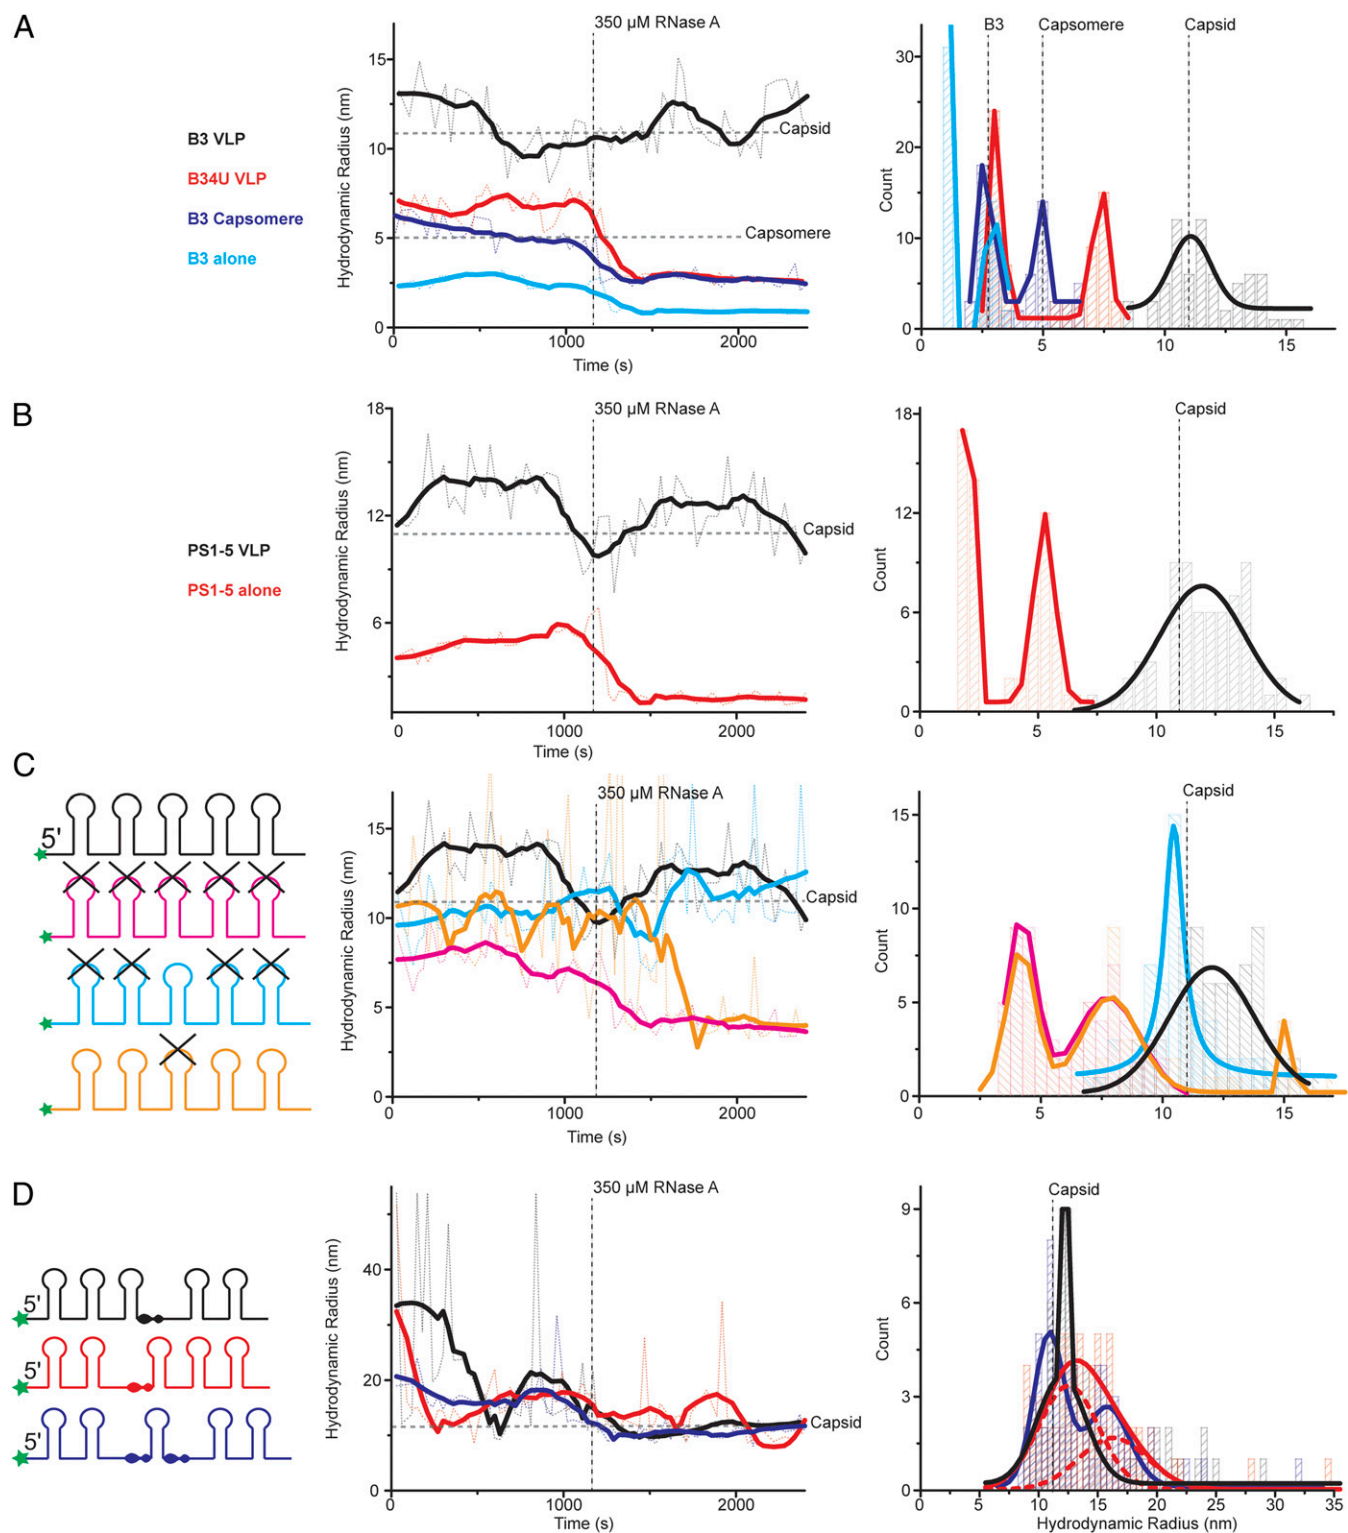 A
B3 VLP
B34U VLP
B3 Capsomere
B3 alone
350 µM RNase A
Hydrodynamic Radius (nm)
15
10
5
0
Capsid
Capsomere
0 1000 2000
Time (s)
B3 Capsomere Capsid
Count
30
20
10
0
0 5 10 15
B
PS1-5 VLP
PS1-5 alone
350 µM RNase A
Hydrodynamic Radius (nm)
18
12
6
Capsid
0 1000 2000
Time (s)
Capsid
Count
18
12
6
0
0 5 10 15
C
5'
350 µM RNase A
Hydrodynamic Radius (nm)
15
10
5
0
Capsid
0 1000 2000
Time (s)
Capsid
Count
15
10
5
0
0 5 10 15
D
5'
5'
5'
350 µM RNase A
Hydrodynamic Radius (nm)
40
20
0
Capsid
0 1000 2000
Time (s)
Capsid
Count
9
6
3
0
0 5 10 15 20 25 30 35
Hydrodynamic Radius (nm)